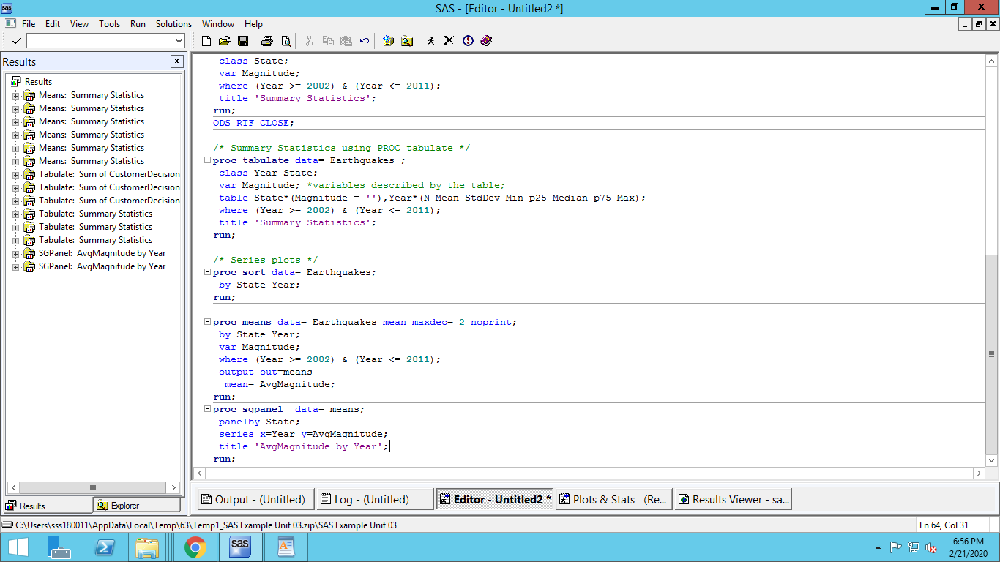 SAS - [Editor - Untitled2 *]
File Edit View Tools Run Solutions Window Help
Results
Results
Means: Summary Statistics
Means: Summary Statistics
Means: Summary Statistics
Means: Summary Statistics
Means: Summary Statistics
Means: Summary Statistics
Tabulate: Sum of CustomerDecision
Tabulate: Sum of CustomerDecision
Tabulate: Sum of CustomerDecision
Tabulate: Summary Statistics
Tabulate: Summary Statistics
Tabulate: Summary Statistics
SGPanel: AvgMagnitude by Year
SGPanel: AvgMagnitude by Year
Results Explorer
class State;
var Magnitude;
where (Year >= 2002) & (Year <= 2011);
title 'Summary Statistics';
run;
ODS RTF CLOSE;
/* Summary Statistics using PROC tabulate */
proc tabulate data= Earthquakes ;
class Year State;
var Magnitude; *variables described by the table;
table State*(Magnitude = ''),Year*(N Mean StdDev Min p25 Median p75 Max);
where (Year >= 2002) & (Year <= 2011);
title 'Summary Statistics';
run;
/* Series plots */
proc sort data= Earthquakes;
by State Year;
run;
proc means data= Earthquakes mean maxdec= 2 noprint;
by State Year;
var Magnitude;
where (Year >= 2002) & (Year <= 2011);
output out=means
mean= AvgMagnitude;
run;
proc sgpanel data= means;
panelby State;
series x=Year y=AvgMagnitude;
title 'AvgMagnitude by Year';
run;
Output - (Untitled) Log - (Untitled) Editor - Untitled2 * Plots & Stats (Re... Results Viewer - sa...
C:\Users\sss180011\AppData\Local\Temp\63\Temp1_SAS Example Unit 03.zip\SAS Example Unit 03
Ln 64, Col 31
sas
6:56 PM
2/21/2020